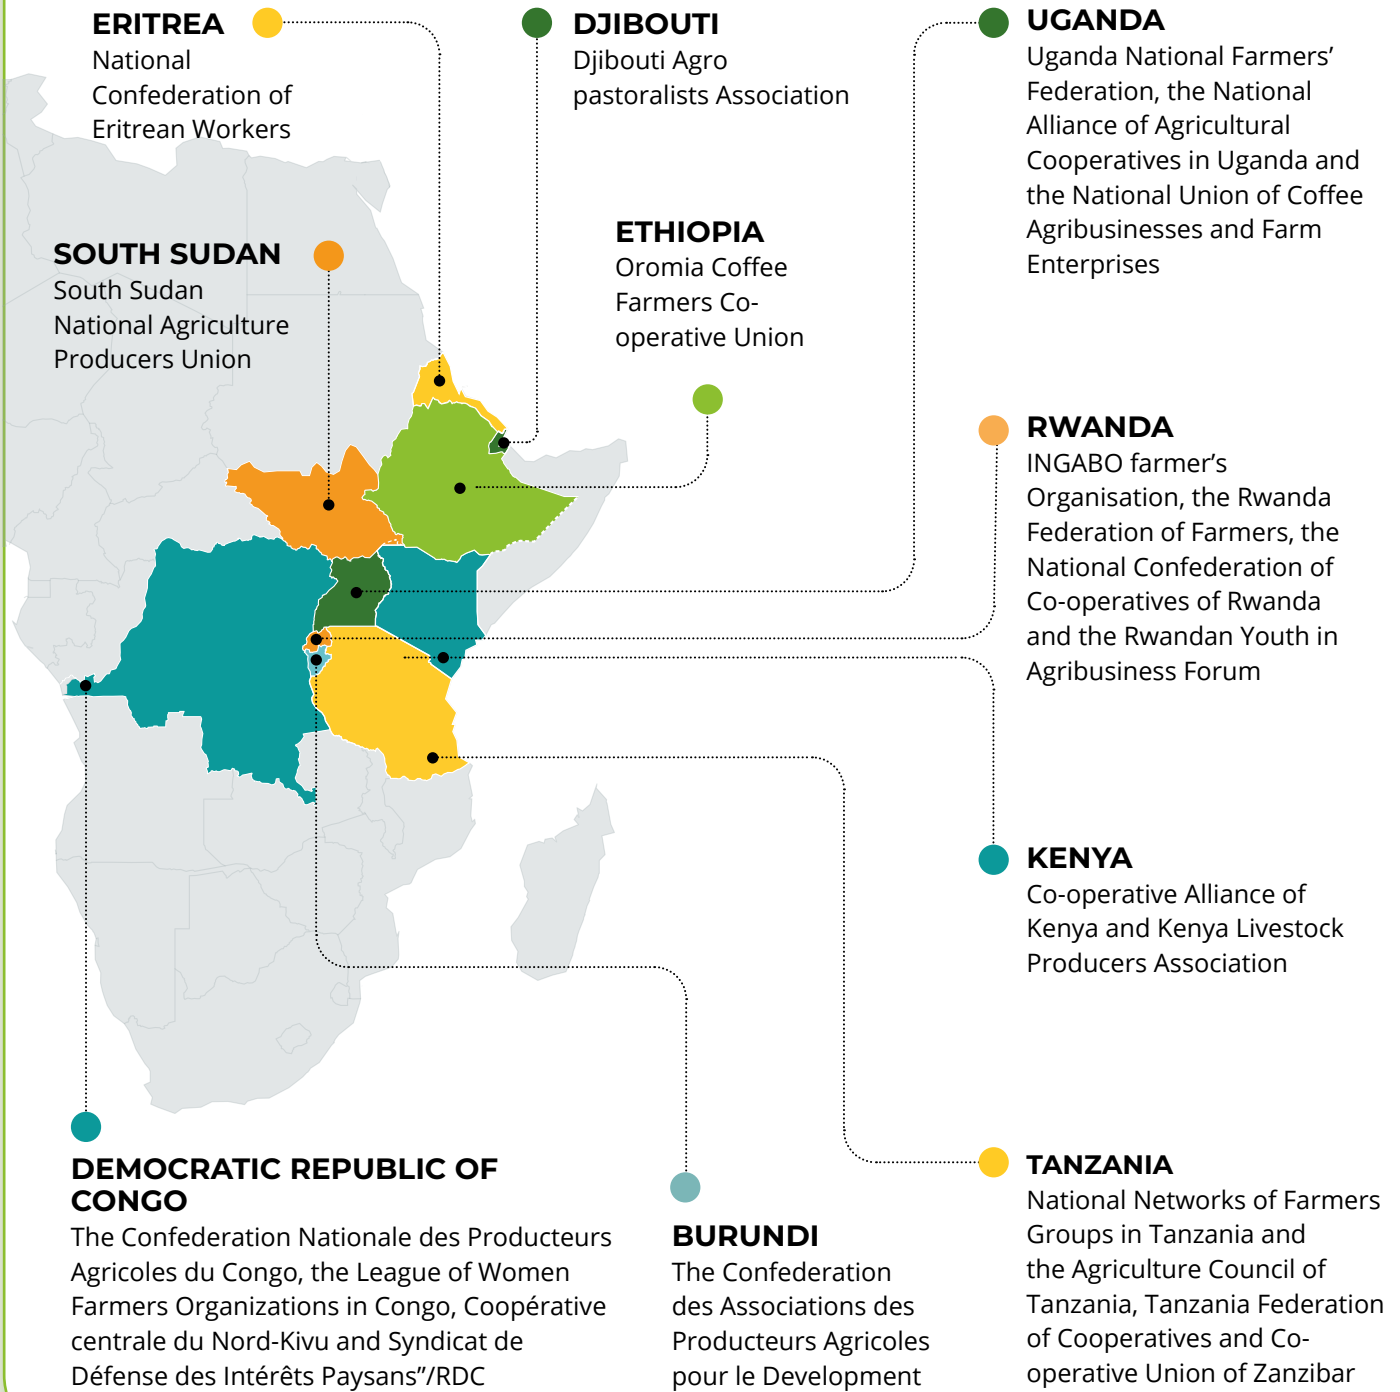 ERITREA
National
Confederation of
Eritrean Workers
DJIBOUTI
Djibouti Agro
pastoralists Association
UGANDA
Uganda National Farmers’
Federation, the National
Alliance of Agricultural
Cooperatives in Uganda and
the National Union of Coffee
Agribusinesses and Farm
Enterprises
SOUTH SUDAN
South Sudan
National Agriculture
Producers Union
ETHIOPIA
Oromia Coffee
Farmers Co-
operative Union
RWANDA
INGABO farmer’s
Organisation, the Rwanda
Federation of Farmers, the
National Confederation of
Co-operatives of Rwanda
and the Rwandan Youth in
Agribusiness Forum
KENYA
Co-operative Alliance of
Kenya and Kenya Livestock
Producers Association
DEMOCRATIC REPUBLIC OF
CONGO
The Confederation Nationale des Producteurs
Agricoles du Congo, the League of Women
Farmers Organizations in Congo, Coopérative
centrale du Nord-Kivu and Syndicat de
Défense des Intérêts Paysans”/RDC
BURUNDI
The Confederation
des Associations des
Producteurs Agricoles
pour le Development
TANZANIA
National Networks of Farmers
Groups in Tanzania and
the Agriculture Council of
Tanzania, Tanzania Federation
of Cooperatives and Co-
operative Union of Zanzibar